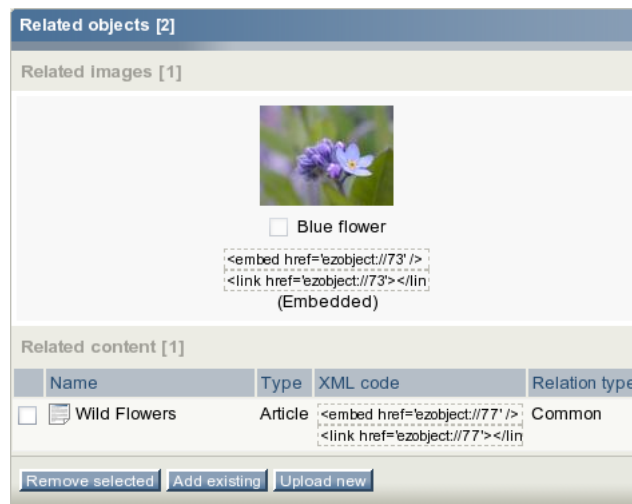 Related objects [2]
Related images [1]
Blue flower
<embed href='ezobject://73' />
<link href='ezobject://73'></lin
(Embedded)
Related content [1]
Name Type XML code Relation type
Wild Flowers Article <embed href='ezobject://77' /> Common
<link href='ezobject://77'></lin
Remove selected Add existing Upload new